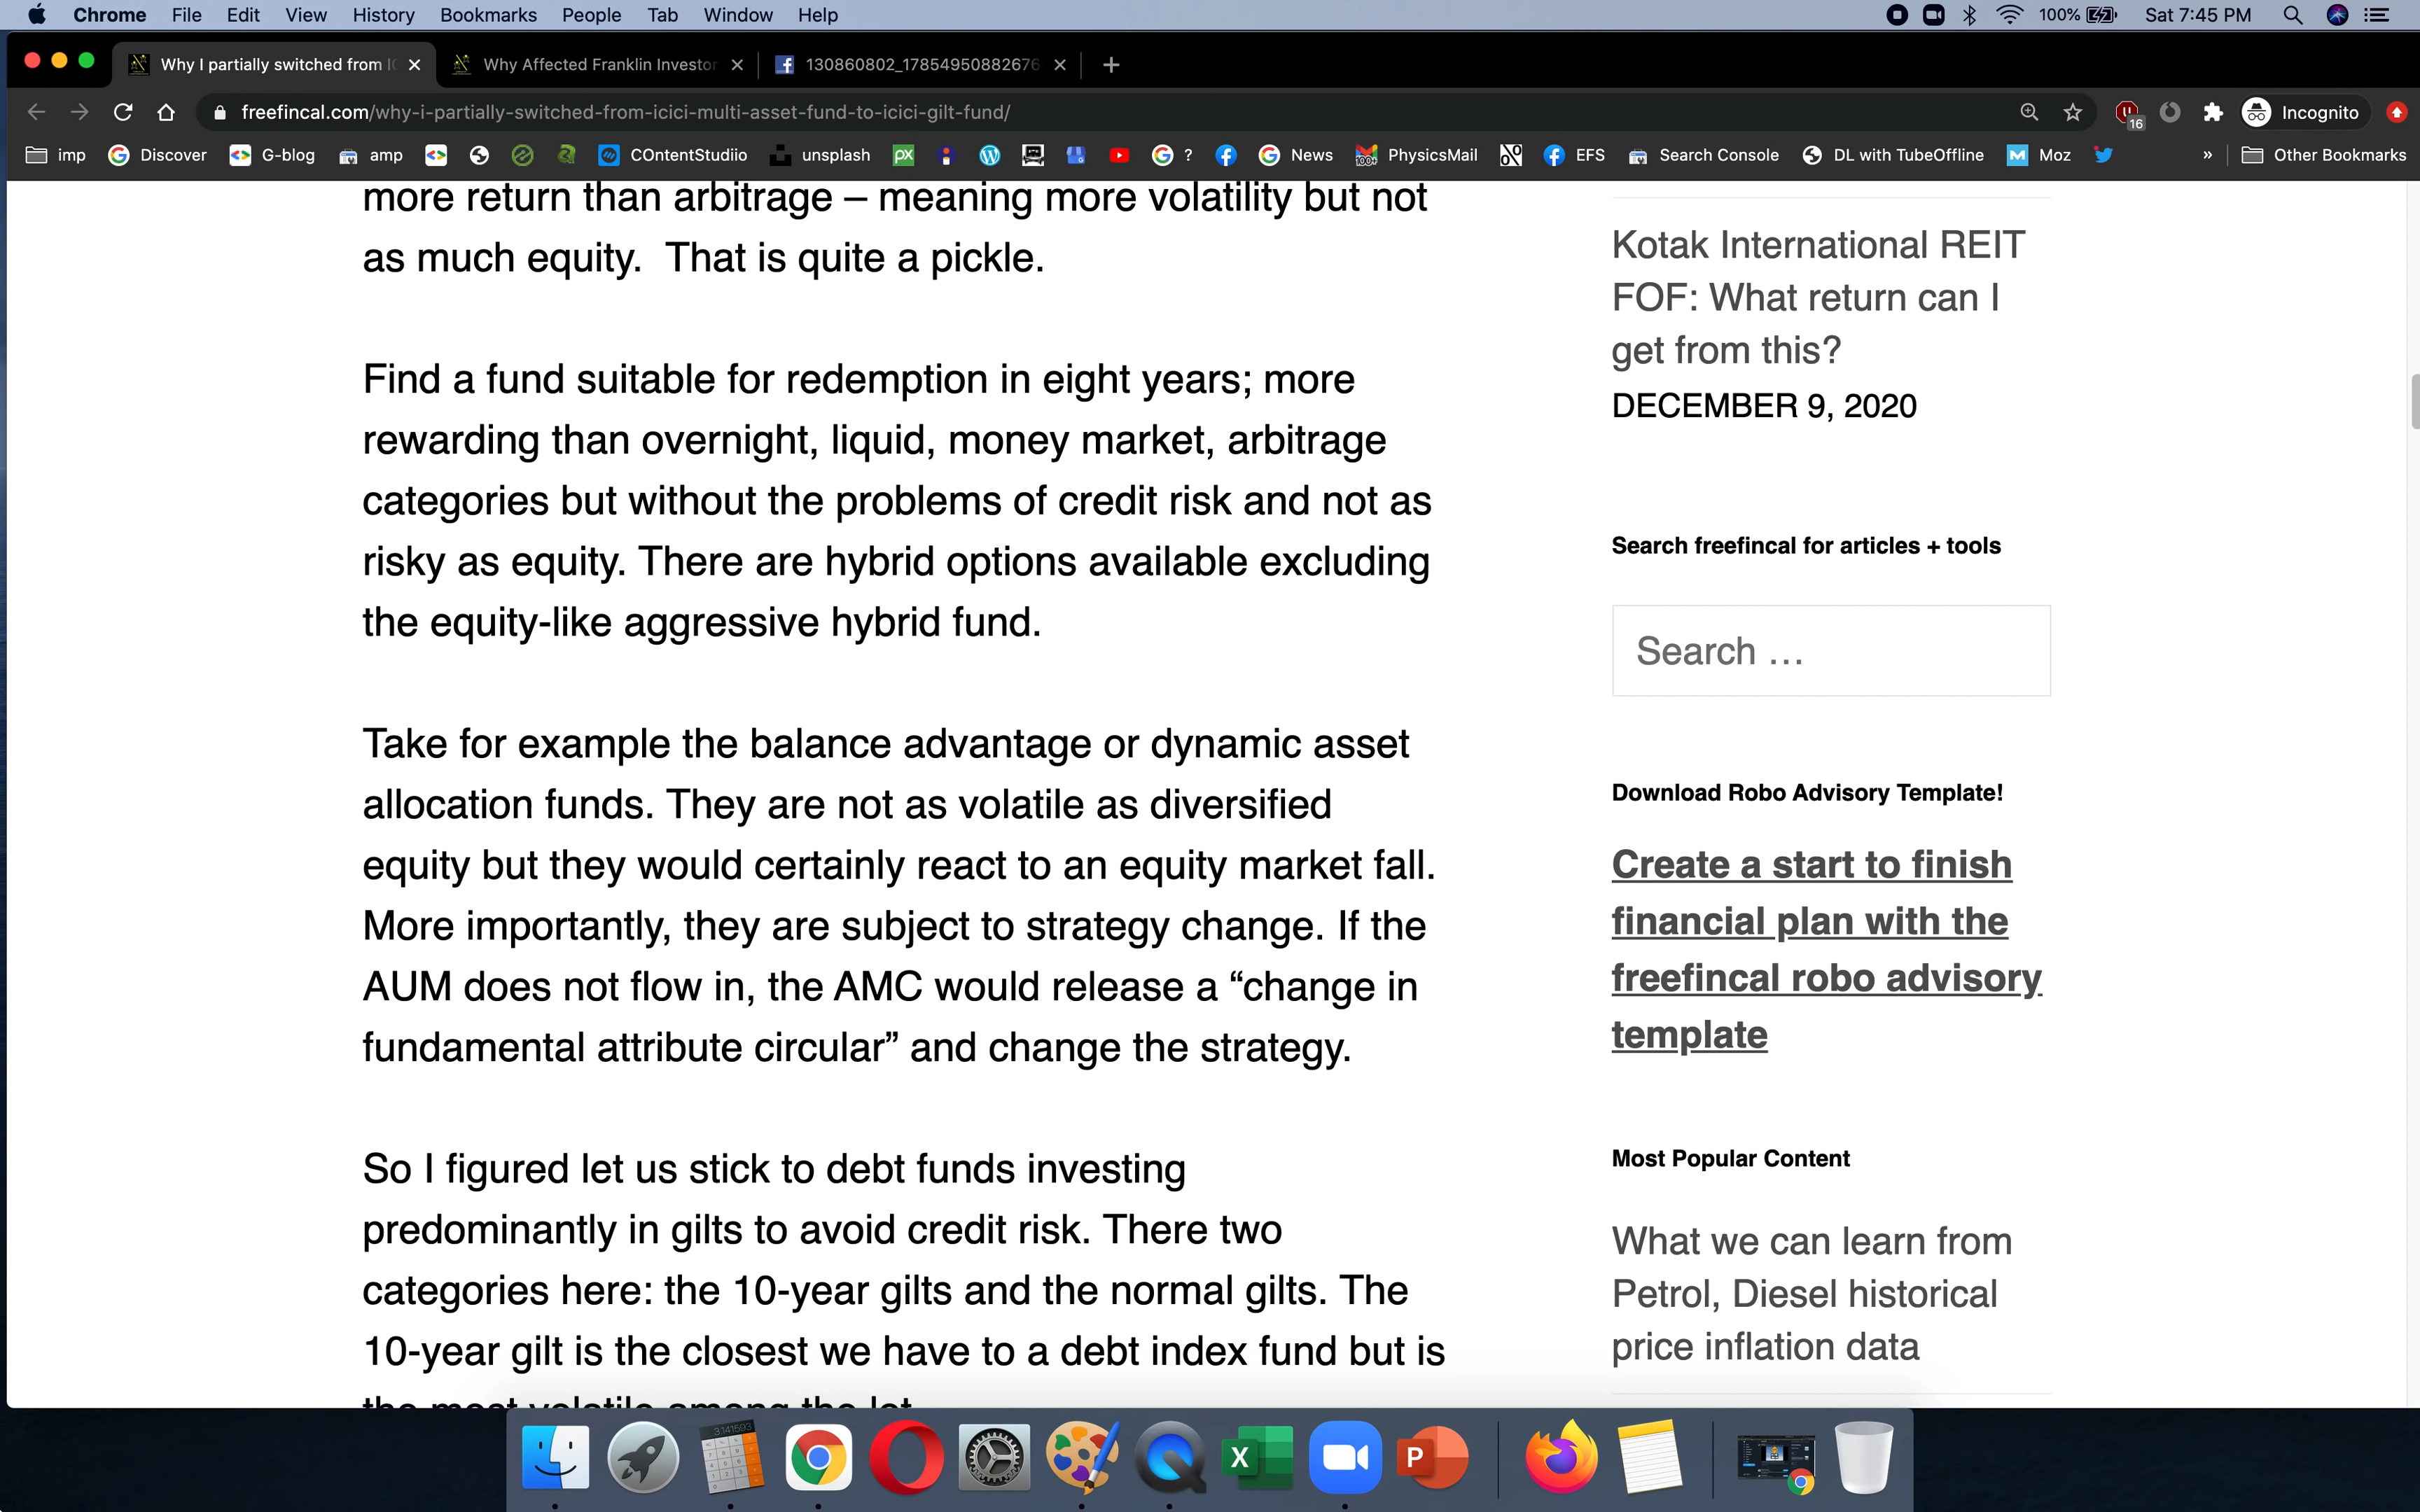 Chrome File Edit View History Bookmarks People Tab Window Help 100% Sat 7:45 PM
Why I partially switched from Why Affected Franklin Investor 130860802_17854950882676
freefincal.com/why-i-partially-switched-from-icici-multi-asset-fund-to-icici-gilt-fund/ 16 Incognito
imp Discover G-blog amp COntentStudiio unsplash PX ? News 100+ PhysicsMail EFS Search Console DL with TubeOffline M Moz » Other Bookmarks
more return than arbitrage – meaning more volatility but not
as much equity. That is quite a pickle.
Find a fund suitable for redemption in eight years; more
rewarding than overnight, liquid, money market, arbitrage
categories but without the problems of credit risk and not as
risky as equity. There are hybrid options available excluding
the equity-like aggressive hybrid fund.
Take for example the balance advantage or dynamic asset
allocation funds. They are not as volatile as diversified
equity but they would certainly react to an equity market fall.
More importantly, they are subject to strategy change. If the
AUM does not flow in, the AMC would release a “change in
fundamental attribute circular” and change the strategy.
So I figured let us stick to debt funds investing
predominantly in gilts to avoid credit risk. There two
categories here: the 10-year gilts and the normal gilts. The
10-year gilt is the closest we have to a debt index fund but is
the most volatile among the lot
Kotak International REIT
FOF: What return can I
get from this?
DECEMBER 9, 2020
Search freefincal for articles + tools
Search …
Download Robo Advisory Template!
Create a start to finish
financial plan with the
freefincal robo advisory
template
Most Popular Content
What we can learn from
Petrol, Diesel historical
price inflation data
3.141593
X
P